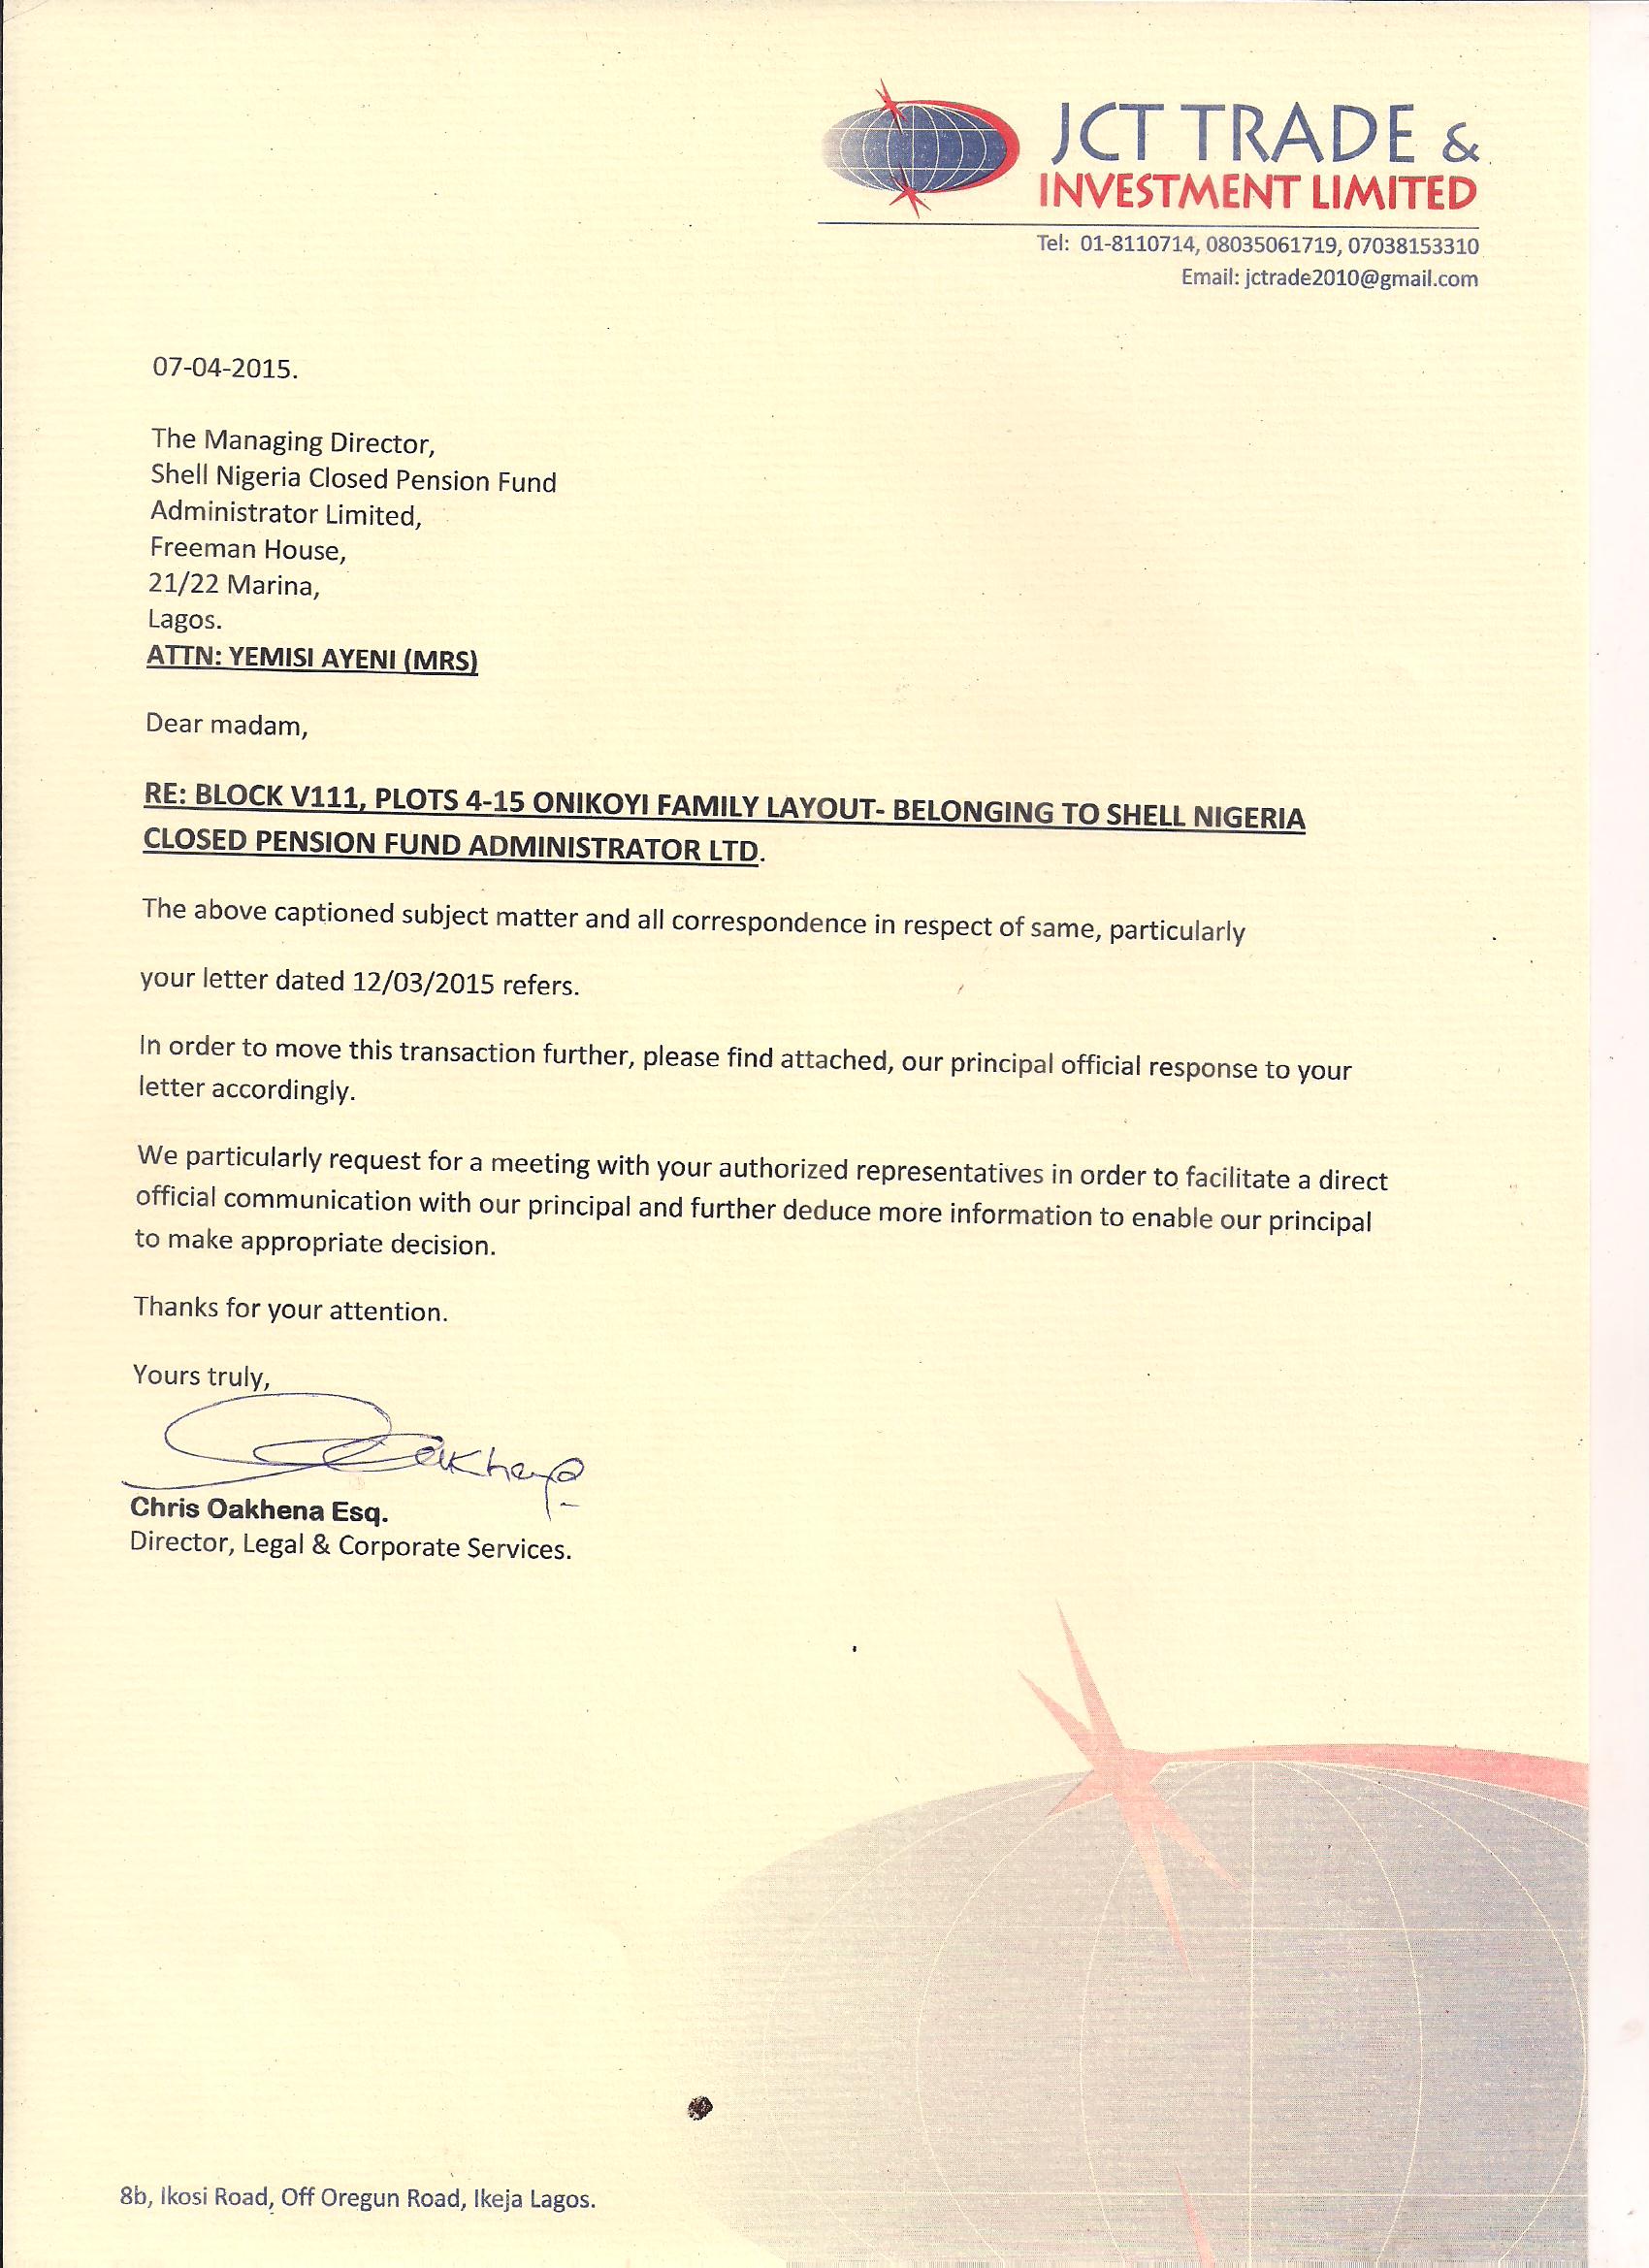 JCT TRADE &
INVESTMENT LIMITED
Tel: 01-8110714, 08035061719, 07038153310
Email: jctrade2010@gmail.com
07-04-2015.
The Managing Director,
Shell Nigeria Closed Pension Fund
Administrator Limited,
Freeman House,
21/22 Marina,
Lagos.
ATTN: YEMISI AYENI (MRS)
Dear madam,
RE: BLOCK V111, PLOTS 4-15 ONIKOYI FAMILY LAYOUT- BELONGING TO SHELL NIGERIA
CLOSED PENSION FUND ADMINISTRATOR LTD.
The above captioned subject matter and all correspondence in respect of same, particularly
your letter dated 12/03/2015 refers.
In order to move this transaction further, please find attached, our principal official response to your
letter accordingly.
We particularly request for a meeting with your authorized representatives in order to facilitate a direct
official communication with our principal and further deduce more information to enable our principal
to make appropriate decision.
Thanks for your attention.
Yours truly,
Oakhena
Chris Oakhena Esq.
Director, Legal & Corporate Services.
8b, Ikosi Road, Off Oregun Road, Ikeja Lagos.